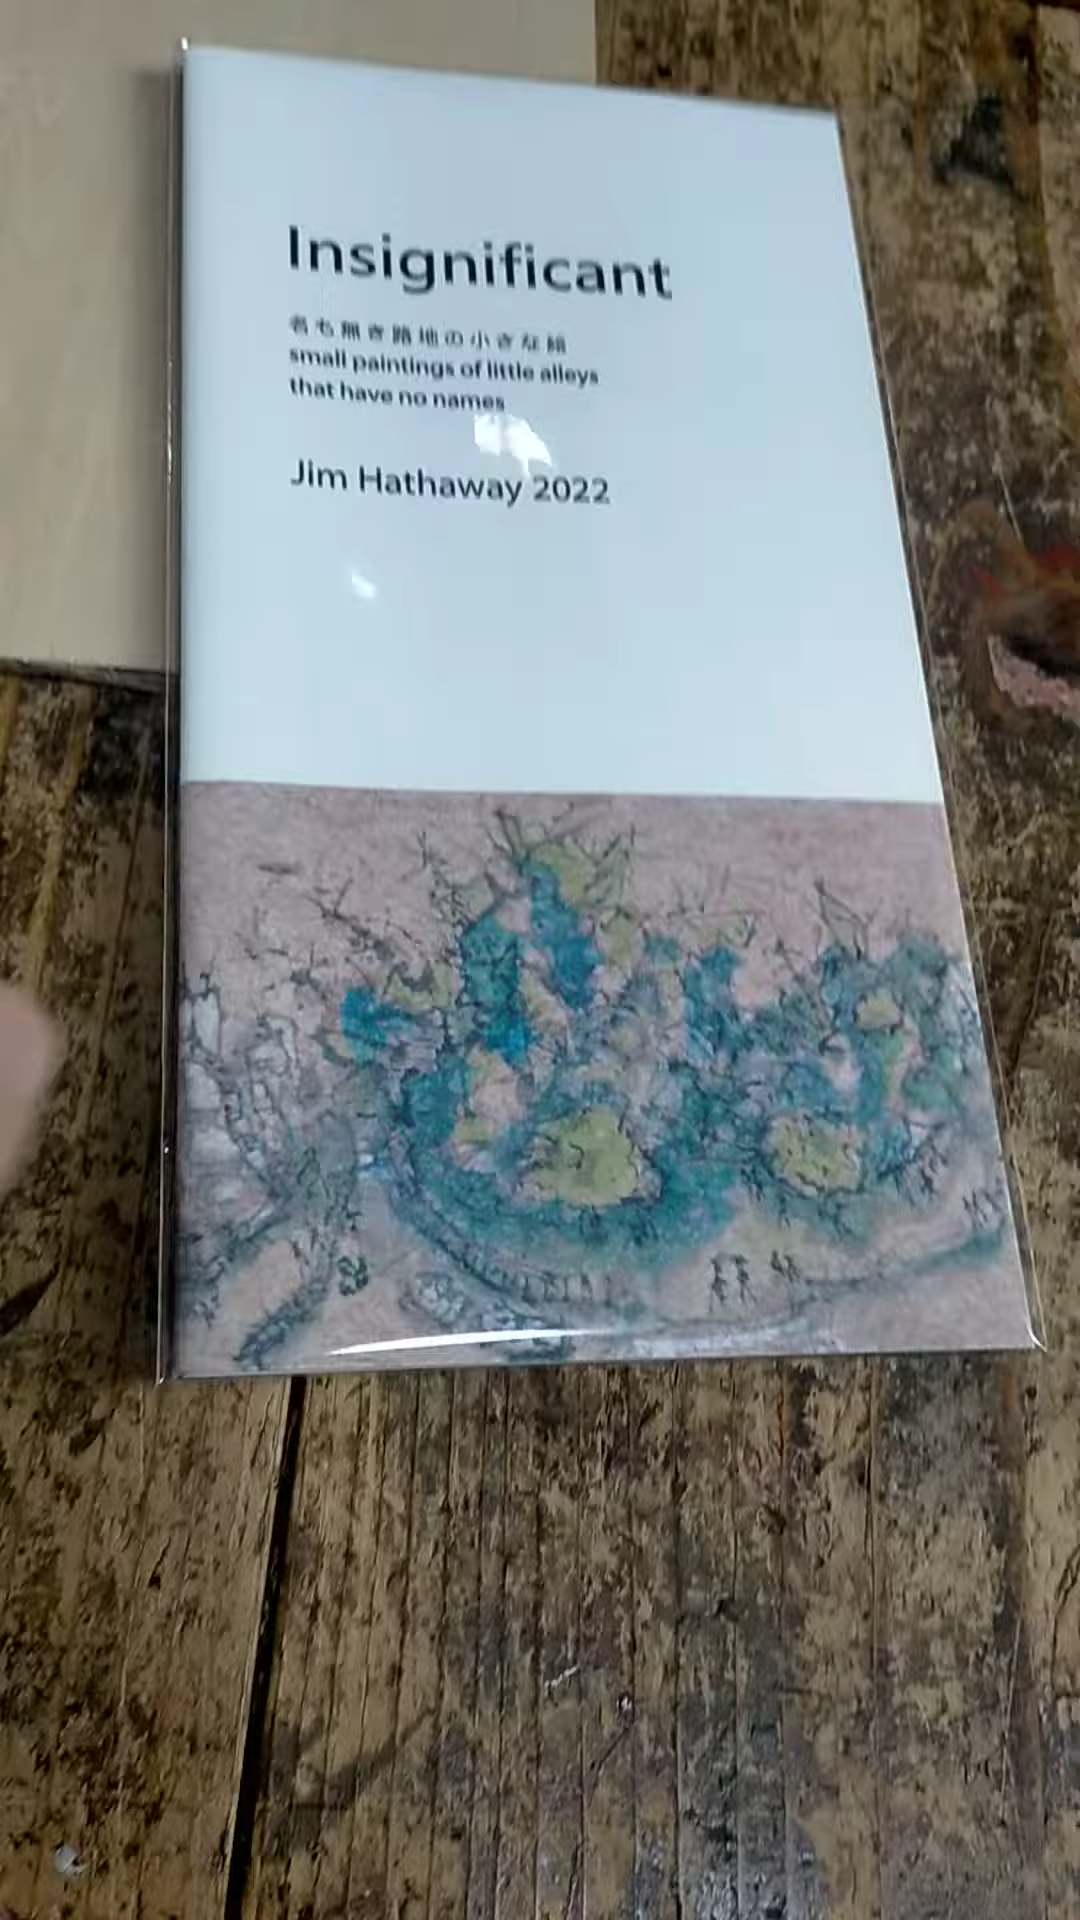 Insignificant
名も無き路地の小さな絵
small paintings of little alleys
that have no names
Jim Hathaway 2022